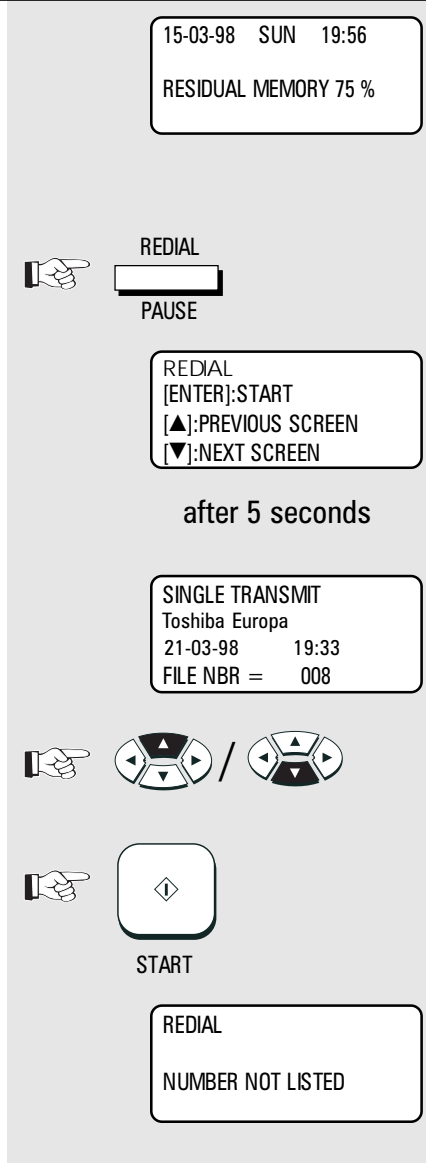 15-03-98 SUN 19:56
RESIDUAL MEMORY 75 %
REDIAL
PAUSE
REDIAL
[ENTER]:START
[▲]:PREVIOUS SCREEN
[▼]:NEXT SCREEN
after 5 seconds
SINGLE TRANSMIT
Toshiba Europa
21-03-98 19:33
FILE NBR = 008
/
START
REDIAL
NUMBER NOT LISTED